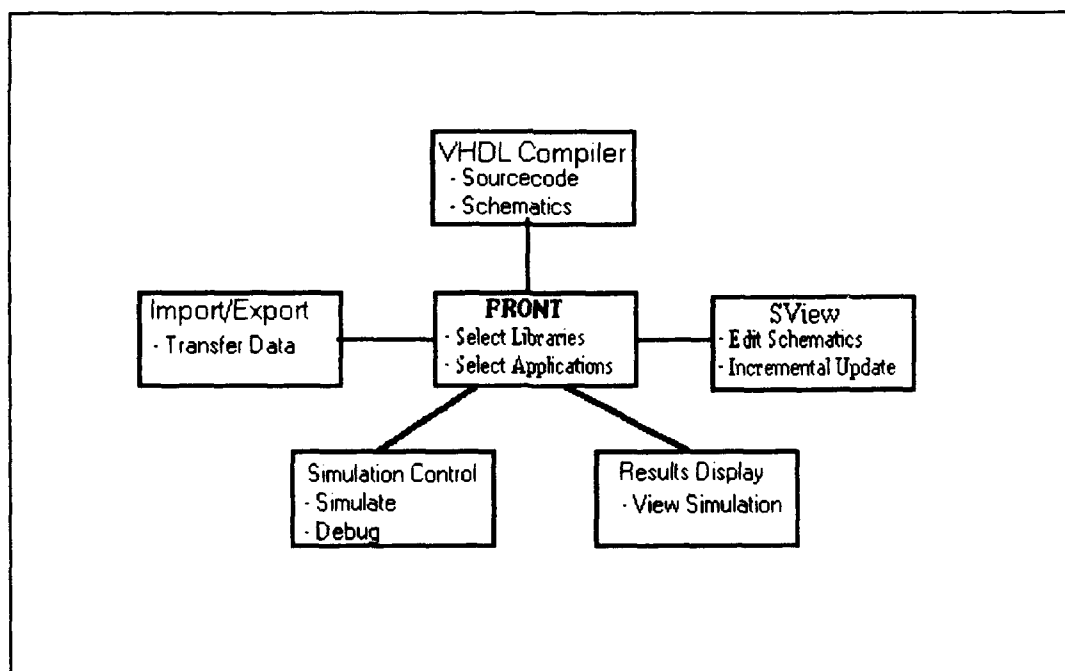 VHDL Compiler
- Sourcecode
- Schematics
Import/Export
- Transfer Data
FRONT
- Select Libraries
- Select Applications
SView
- Edit Schematics
- Incremental Update
Simulation Control
- Simulate
- Debug
Results Display
- View Simulation